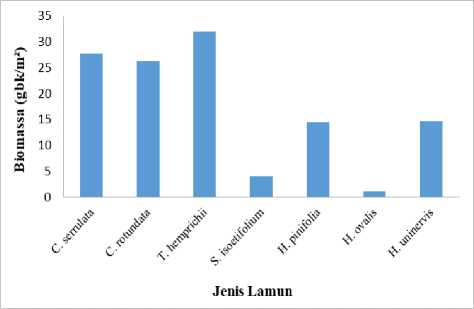 Biomassa (gbk/m²)
35
30
25
20
15
10
5
0
C. serrulata
C. rotundata
T. hemprichii
S. isoetifolium
H. pinifolia
H. ovalis
H. uninervis
Jenis Lamun